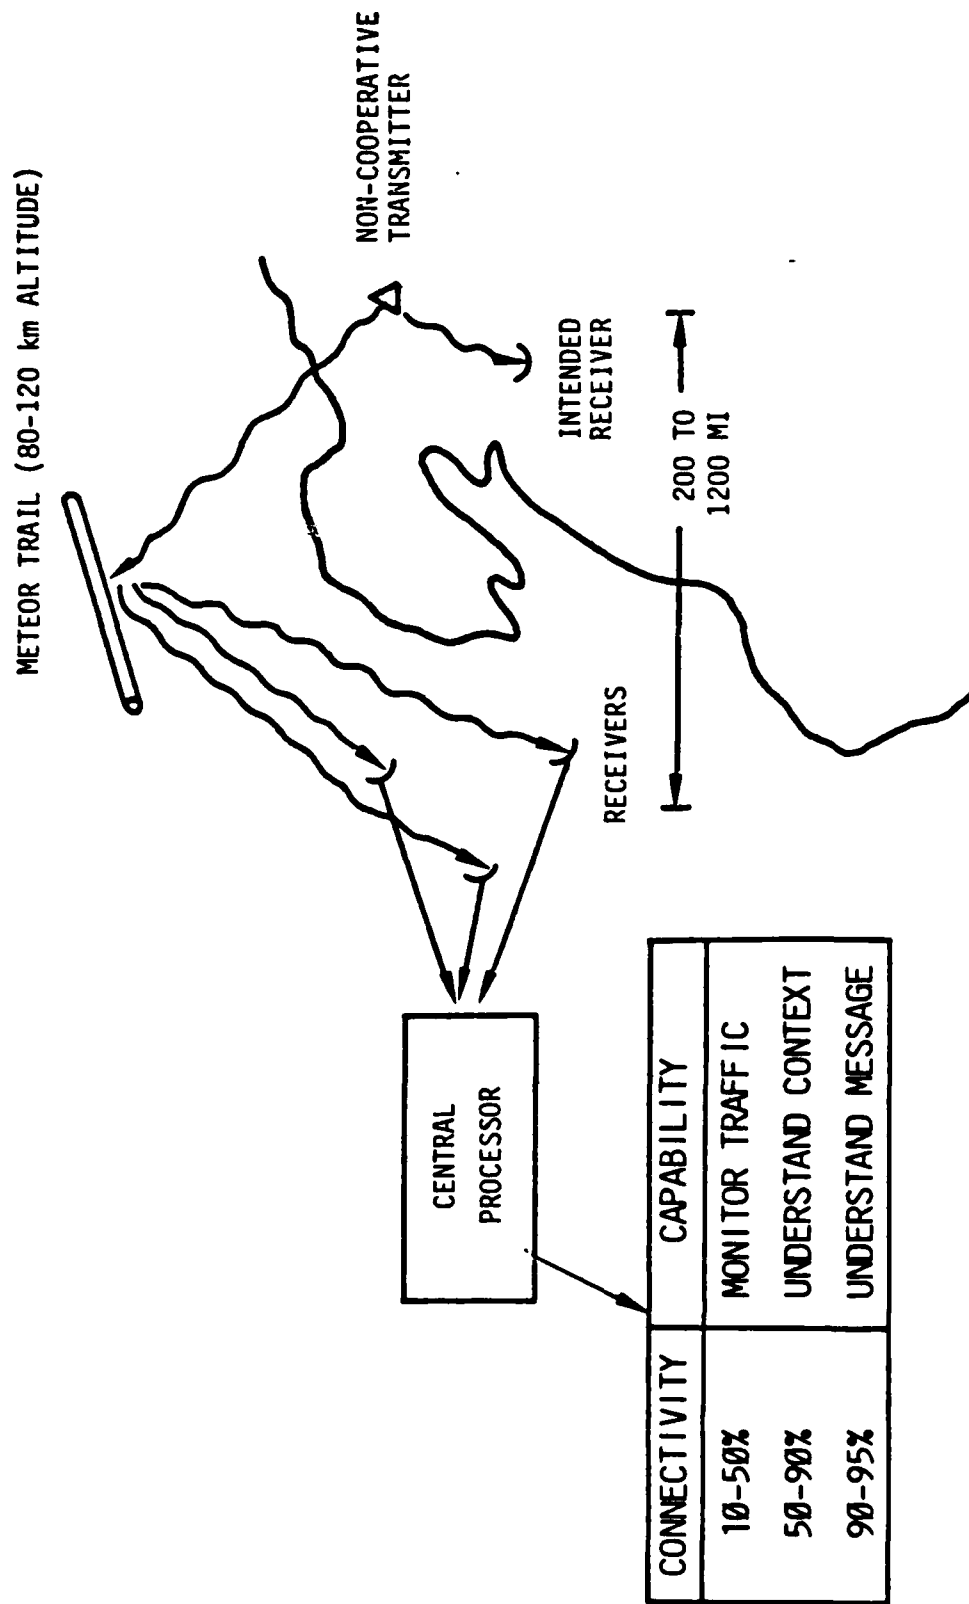 METEOR TRAIL (80-120 km ALTITUDE)
NON-COOPERATIVE
TRANSMITTER
INTENDED
RECEIVER
RECEIVERS
200 TO
1200 MI
CENTRAL
PROCESSOR
CONNECTIVITY CAPABILITY
10-50% MONITOR TRAFFIC
50-90% UNDERSTAND CONTEXT
90-95% UNDERSTAND MESSAGE